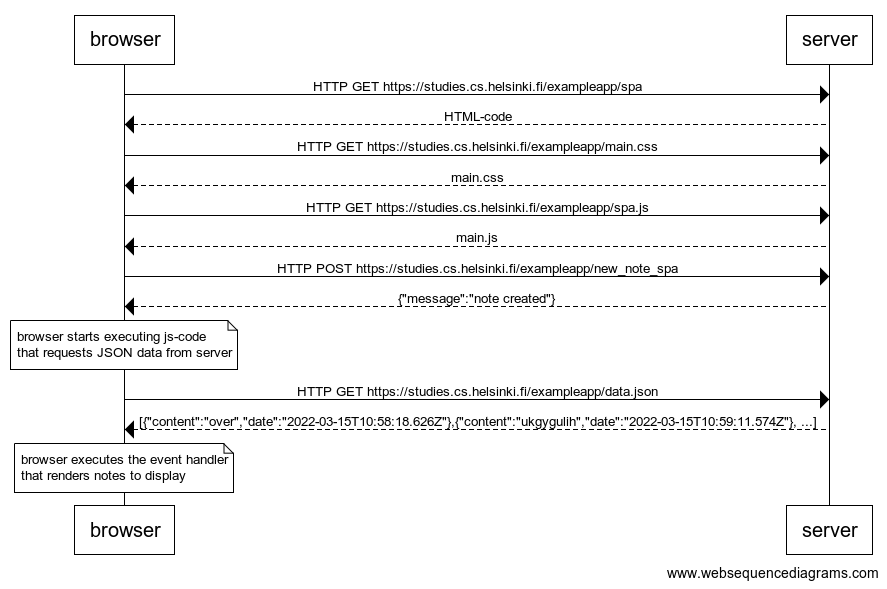 browser
server
HTTP GET https://studies.cs.helsinki.fi/exampleapp/spa
HTML-code
HTTP GET https://studies.cs.helsinki.fi/exampleapp/main.css
main.css
HTTP GET https://studies.cs.helsinki.fi/exampleapp/spa.js
main.js
HTTP POST https://studies.cs.helsinki.fi/exampleapp/new_note_spa
{"message":"note created"}
browser starts executing js-code
that requests JSON data from server
HTTP GET https://studies.cs.helsinki.fi/exampleapp/data.json
[{"content":"over","date":"2022-03-15T10:58:18.626Z"},{"content":"ukgygulih","date":"2022-03-15T10:59:11.574Z"}, ...]
browser executes the event handler
that renders notes to display
browser
server
www.websequencediagrams.com